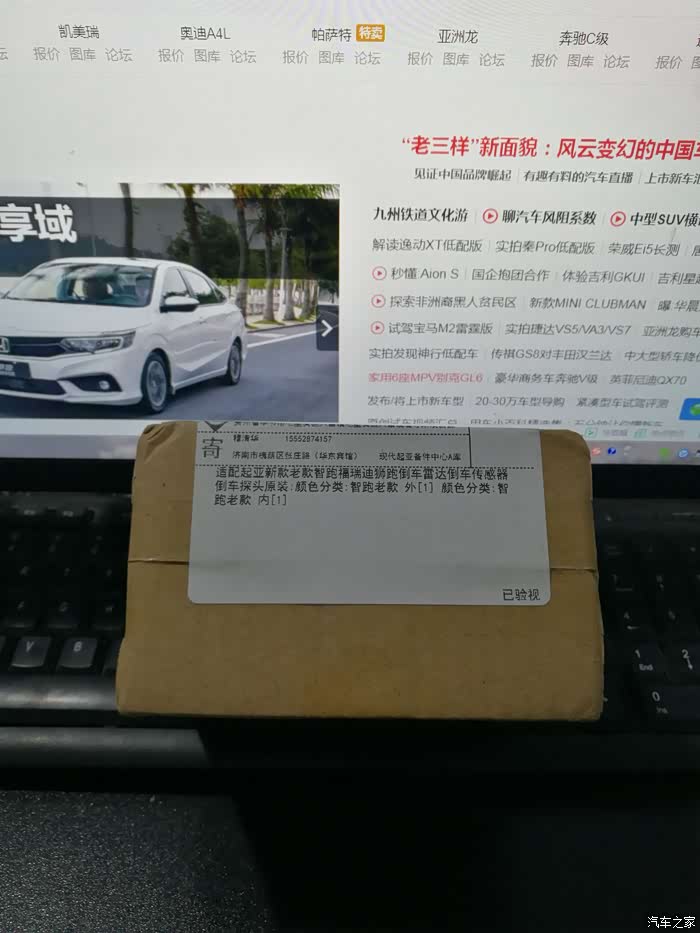 凯美瑞 奥迪A4L 帕萨特 特卖 亚洲龙 奔驰C级
报价 图库 论坛 报价 图库 论坛 报价 图库 论坛 报价 图库 论坛 报价 图库 论坛 报价
“老三样”新面貌：风云变幻的中国
见证中国品牌崛起 有趣有料的汽车直播 上市新车
享域
九州铁道文化游 聊汽车风阻系数 中型SUV横
解读逸动XT低配版 实拍秦Pro低配版 荣威Ei5长测
秒懂 Aion S 国企抱团合作 体验吉利GKUI 吉利星
探索非洲裔黑人贫民区 新款MINI CLUBMAN 曝 华晨
试驾宝马M2雷霆版 实拍捷达VS5/VA3/VS7 亚洲龙购
实拍发现神行低配车 传祺GS8对丰田汉兰达 中大型轿车降
家用6座MPV别克GL6 豪华商务车奔驰V级 英菲尼迪QX70
发布/将上市新车型 20-30万车型导购 紧凑型车试驾评测
寄
穆清华 15552874157
济南市槐荫区张庄路（华东宾馆） 现代起亚备件中心A库
适配起亚新款老款智跑福瑞迪狮跑倒车雷达倒车传感器
倒车探头原装.颜色分类:智跑老款 外[1] 颜色分类:智
跑老款 内[1]
已验视
V B
1 End 2
0 Ins
汽车之家